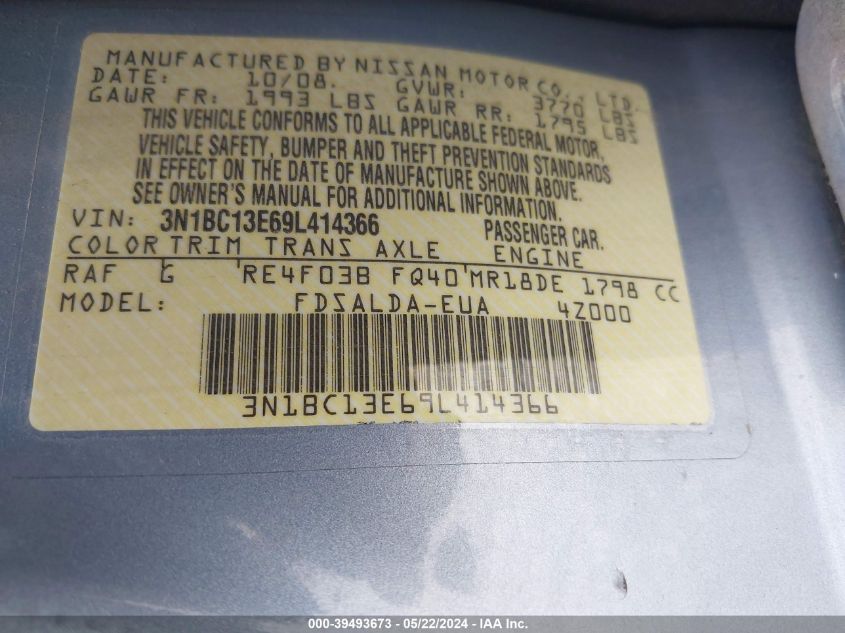 MANUFACTURED BY NISSAN MOTOR CO., LTD.
DATE: 10/08. GVWR: 3770 LBS
GAWR FR: 1993 LBS GAWR RR: 1795 LBS
THIS VEHICLE CONFORMS TO ALL APPLICABLE FEDERAL MOTOR
VEHICLE SAFETY, BUMPER AND THEFT PREVENTION STANDARDS
IN EFFECT ON THE DATE OF MANUFACTURE SHOWN ABOVE.
SEE OWNER'S MANUAL FOR ADDITIONAL INFORMATION.
VIN: 3N1BC13E69L414366 PASSENGER CAR.
COLOR TRIM TRANS AXLE ENGINE
RAF G RE4F03B FQ40 MR18DE 1798 CC
MODEL: FDSALDA-EUA 4Z000
3N1BC13E69L414366
000-39493673 - 05/22/2024 - IAA Inc.